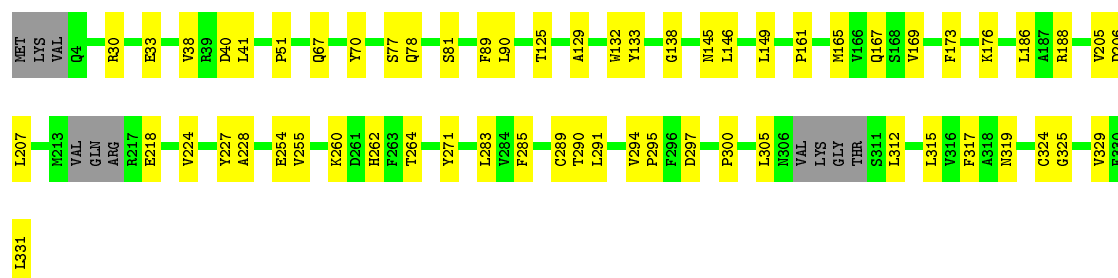 MET LYS VAL Q4 R30 E33 V38 R39 D40 L41 P51 Q67 Y70 S77 Q78 S81 F89 L90 T125 A129 W132 Y133 G138 N145 L146 L149 P161 M165 V166 Q167 S168 V169 F173 K176 L186 A187 R188 V205
L207 M213 VAL GLN ARG R217 E218 V224 Y227 A228 E254 V255 K260 D261 H262 F263 T264 Y271 L283 V284 F285 C289 T290 L291 V294 P295 F296 D297 P300 L305 N306 VAL LYS GLY THR S311 L312 L315 V316 F317 A318 N319 C324 G325 V329
L331